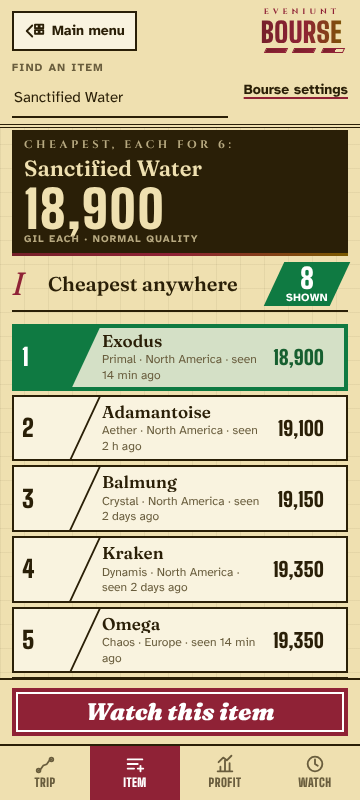 Main menu
EVENIUNT
BOURSE
FIND AN ITEM
Sanctified Water
Bourse settings
CHEAPEST, EACH FOR 6:
Sanctified Water
18,900
GIL EACH · NORMAL QUALITY
I Cheapest anywhere
8
SHOWN
1
Exodus
Primal · North America · seen
14 min ago
18,900
2
Adamantoise
Aether · North America · seen
2 h ago
19,100
3
Balmung
Crystal · North America · seen
2 days ago
19,150
4
Kraken
Dynamis · North America ·
seen 2 days ago
19,350
5
Omega
Chaos · Europe · seen 14 min
ago
19,350
Watch this item
TRIP
ITEM
PROFIT
WATCH